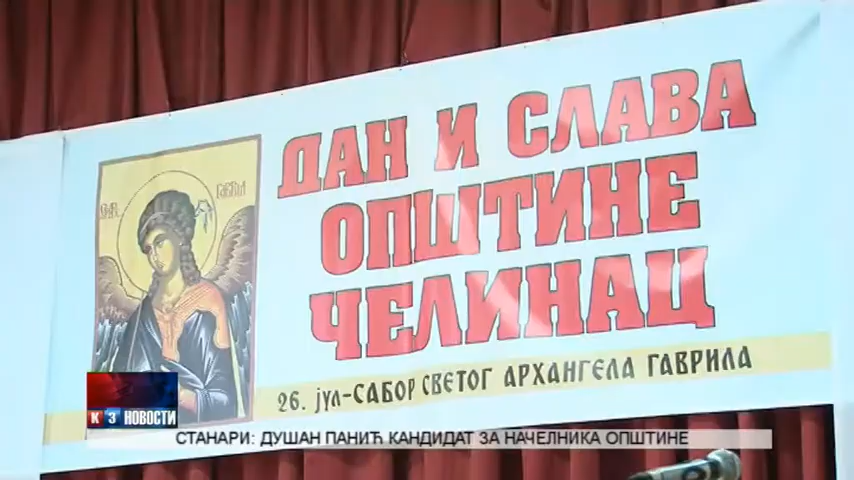 ДАН И СЛАВА
ОПШТИНЕ
ЧЕЛИНАЦ
26. јул-САБОР СВЕТОГ АРХАНГЕЛА ГАВРИЛА
К 3 НОВОСТИ
СТАНАРИ: ДУШАН ПАНИЋ КАНДИДАТ ЗА НАЧЕЛНИКА ОПШТИНЕ